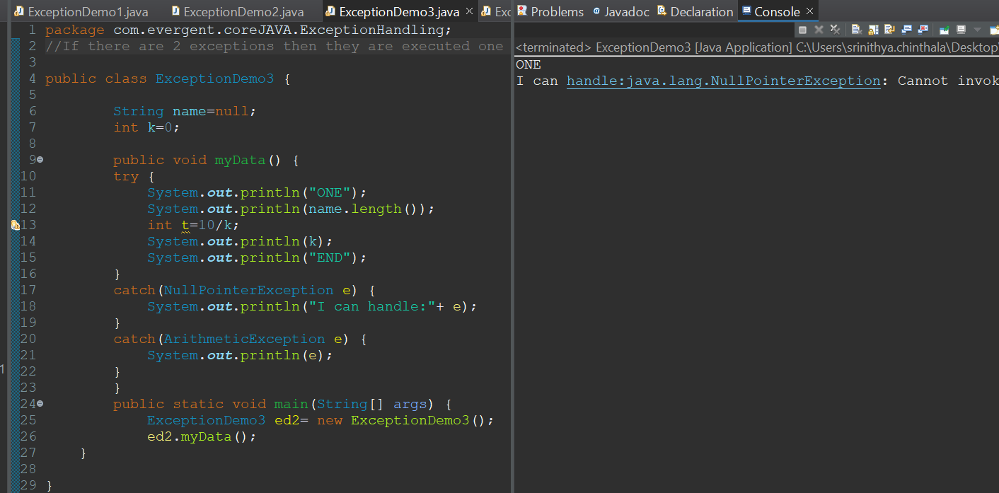 ExceptionDemo1.java ExceptionDemo2.java ExceptionDemo3.java Exc
1 package com.evergent.coreJAVA.ExceptionHandling;
2 //If there are 2 exceptions then they are executed one
3
4 public class ExceptionDemo3 {
5
6 String name=null;
7 int k=0;
8
9 public void myData() {
10 try {
11 System.out.println("ONE");
12 System.out.println(name.length());
13 int t=10/k;
14 System.out.println(k);
15 System.out.println("END");
16 }
17 catch(NullPointerException e) {
18 System.out.println("I can handle:"+ e);
19 }
20 catch(ArithmeticException e) {
21 System.out.println(e);
22 }
23 }
24 public static void main(String[] args) {
25 ExceptionDemo3 ed2= new ExceptionDemo3();
26 ed2.myData();
27 }
28
29 }
1
Problems Javadoc Declaration Console
<terminated> ExceptionDemo3 [Java Application] C:\Users\srinithya.chinthala\Desktop\
ONE
I can handle:java.lang.NullPointerException: Cannot invok